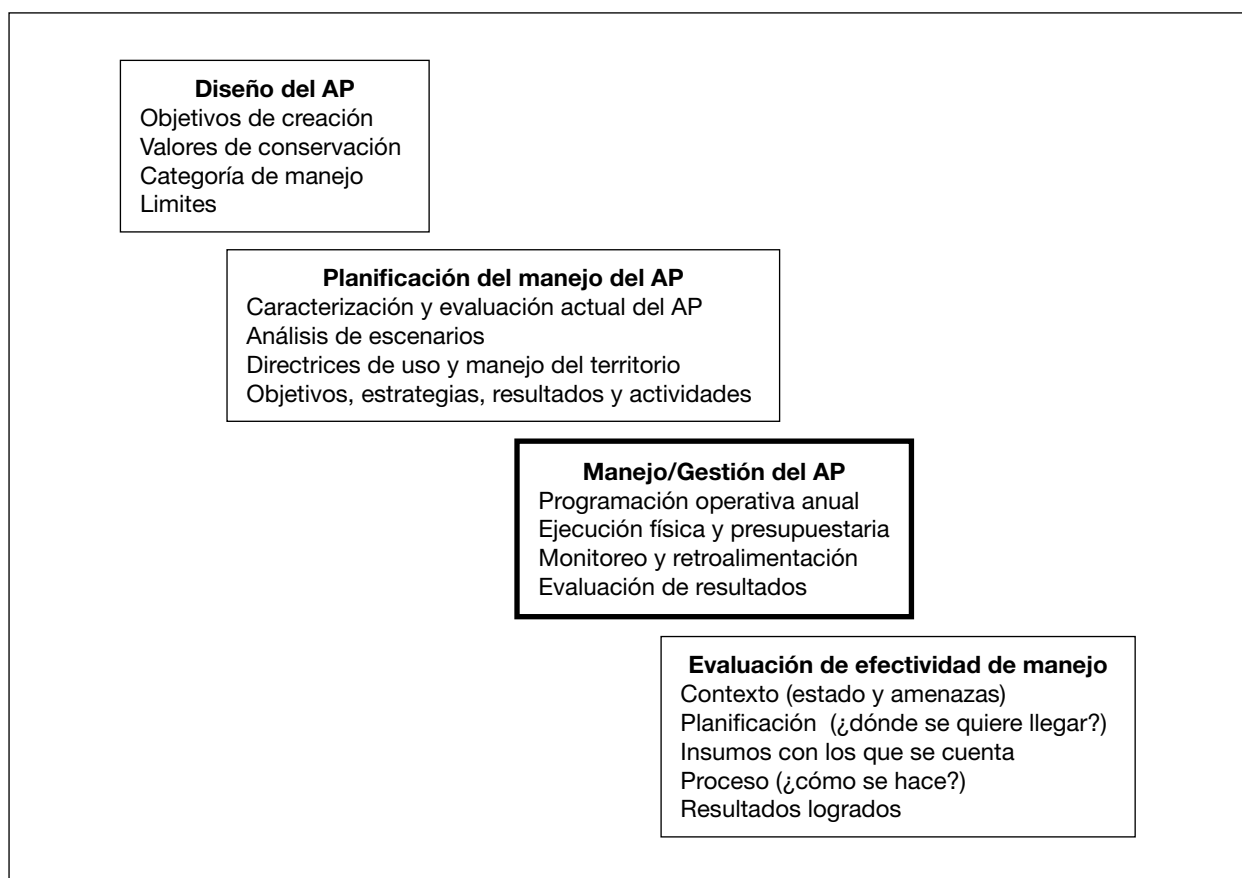 Diseño del AP
Objetivos de creación
Valores de conservación
Categoría de manejo
Limites
Planificación del manejo del AP
Caracterización y evaluación actual del AP
Análisis de escenarios
Directrices de uso y manejo del territorio
Objetivos, estrategias, resultados y actividades
Manejo/Gestión del AP
Programación operativa anual
Ejecución física y presupuestaria
Monitoreo y retroalimentación
Evaluación de resultados
Evaluación de efectividad de manejo
Contexto (estado y amenazas)
Planificación (¿dónde se quiere llegar?)
Insumos con los que se cuenta
Proceso (¿cómo se hace?)
Resultados logrados